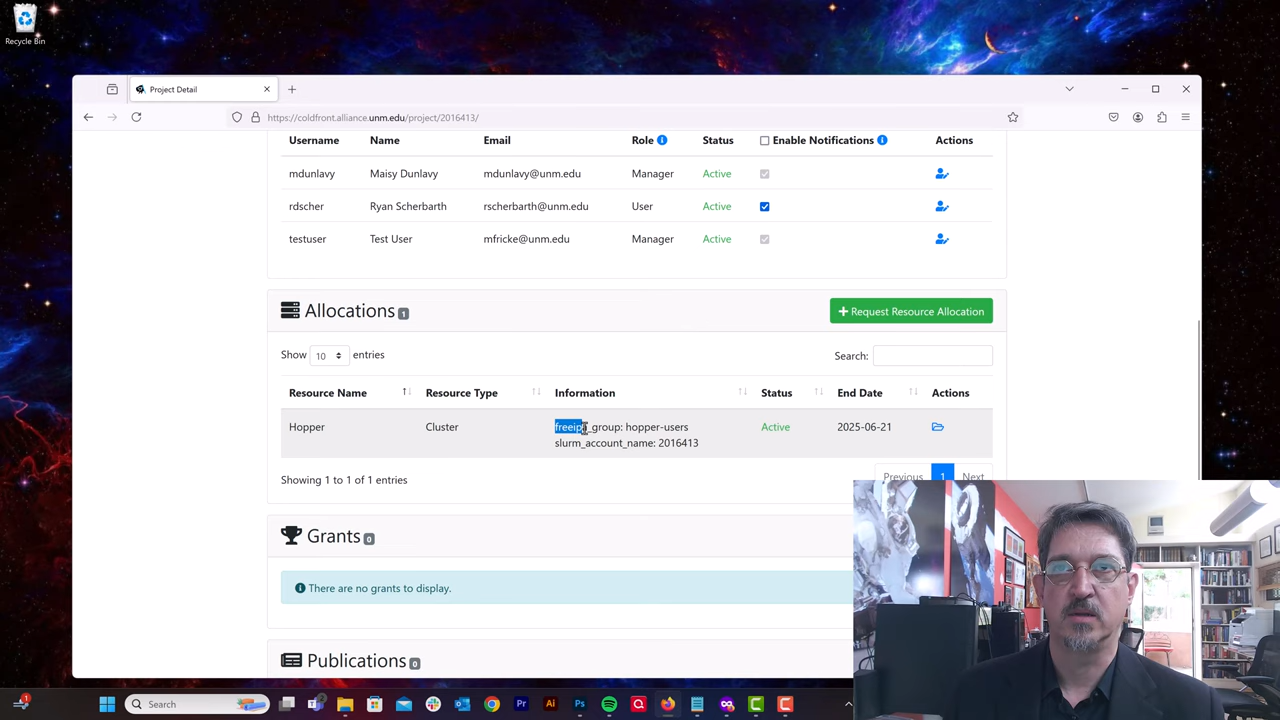 Recycle Bin
Project Detail
https://coldfront.alliance.unm.edu/project/2016413/
Username Name Email Role Status Enable Notifications Actions
mdunlavy Maisy Dunlavy mdunlavy@unm.edu Manager Active
rdscher Ryan Scherbarth rscherbarth@unm.edu User Active
testuser Test User mfricke@unm.edu Manager Active
Allocations 1
Request Resource Allocation
Show 10 entries
Search:
Resource Name Resource Type Information Status End Date Actions
Hopper Cluster freeipa_group: hopper-users Active 2025-06-21
slurm_account_name: 2016413
Showing 1 to 1 of 1 entries
Previous 1 Next
Grants 0
There are no grants to display.
Publications 0
1
Search